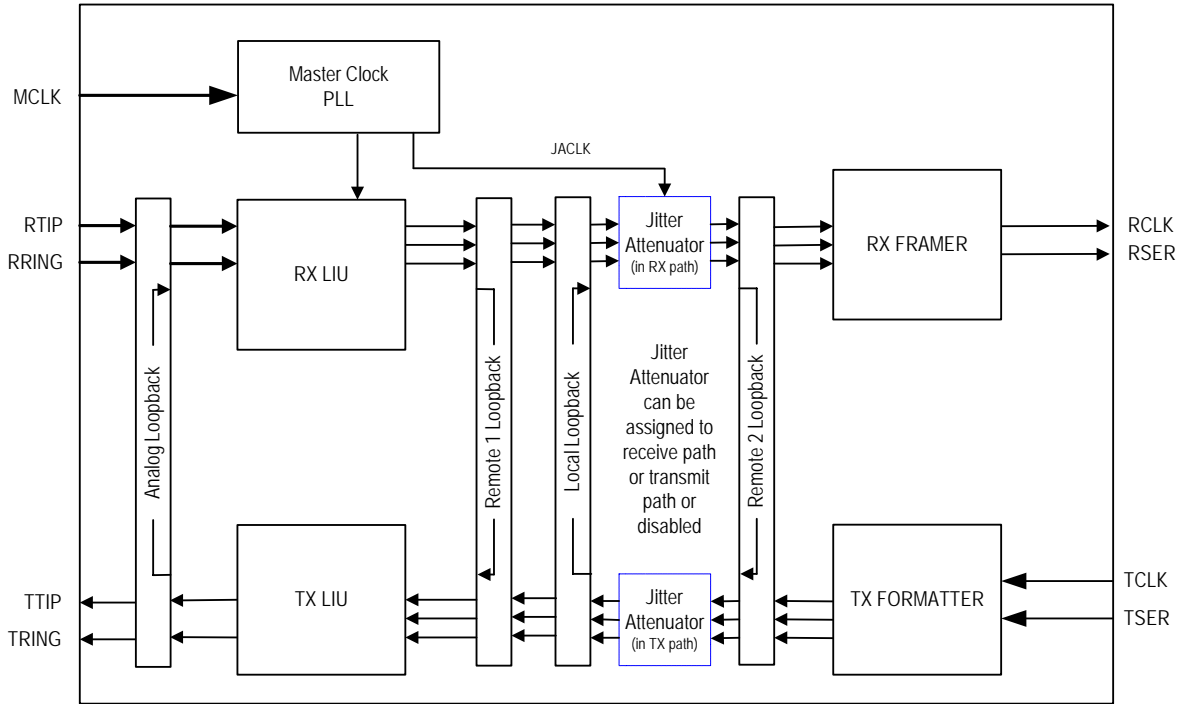 MCLK
Master Clock
PLL
JACLK
RTIP
RRING
RX LIU
Jitter
Attenuator
(in RX path)
RX FRAMER
RCLK
RSER
Analog Loopback
Remote 1 Loopback
Local Loopback
Jitter
Attenuator
can be
assigned to
receive path
or transmit
path or
disabled
Remote 2 Loopback
TTIP
TRING
TX LIU
Jitter
Attenuator
(in TX path)
TX FORMATTER
TCLK
TSER